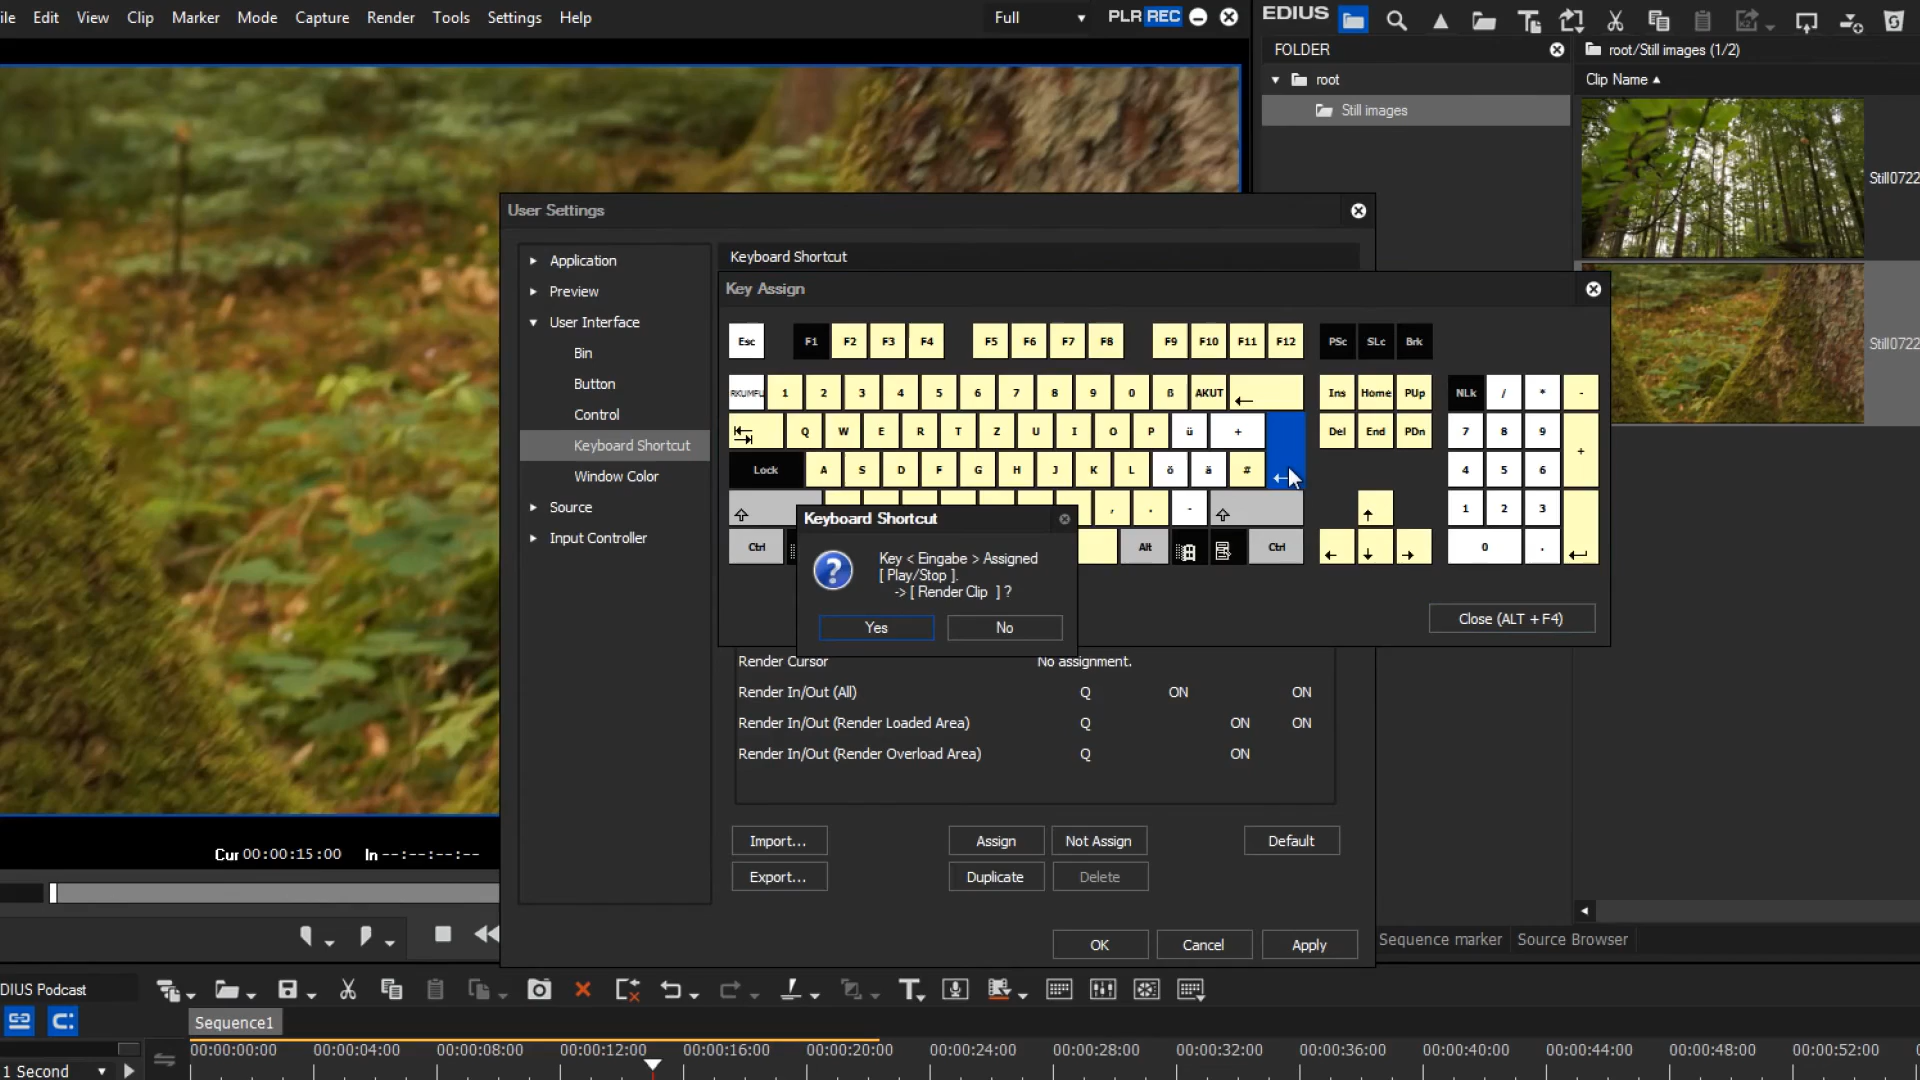 ile Edit View Clip Marker Mode Capture Render Tools Settings Help
Full
PLR REC
EDIUS
FOLDER
root
Still images
root/Still images (1/2)
Clip Name
Still0722
Still0722
User Settings
Application
Preview
User Interface
Bin
Button
Control
Keyboard Shortcut
Window Color
Source
Input Controller
Keyboard Shortcut
Key Assign
Esc F1 F2 F3 F4 F5 F6 F7 F8 F9 F10 F11 F12 PSc SLc Brk
1 2 3 4 5 6 7 8 9 0 ß AKUT Ins Home PUp NLk / * -
Q W E R T Z U I O P ü + Del End PDn 7 8 9 +
Lock A S D F G H J K L ö ä # 4 5 6
, . - 1 2 3
Ctrl Alt Ctrl 0 .
Close (ALT + F4)
Keyboard Shortcut
Key < Eingabe > Assigned
[ Play/Stop ].
-> [ Render Clip ] ?
Yes No
Render Cursor No assignment.
Render In/Out (All) Q ON ON
Render In/Out (Render Loaded Area) Q ON ON
Render In/Out (Render Overload Area) Q ON
Import... Assign Not Assign Default
Export... Duplicate Delete
OK Cancel Apply
Cur 00:00:15:00 In --:--:--:--
Sequence marker Source Browser
DIUS Podcast
Sequence1
00:00:00:00 00:00:04:00 00:00:08:00 00:00:12:00 00:00:16:00 00:00:20:00 00:00:24:00 00:00:28:00 00:00:32:00 00:00:36:00 00:00:40:00 00:00:44:00 00:00:48:00 00:00:52:00
1 Second